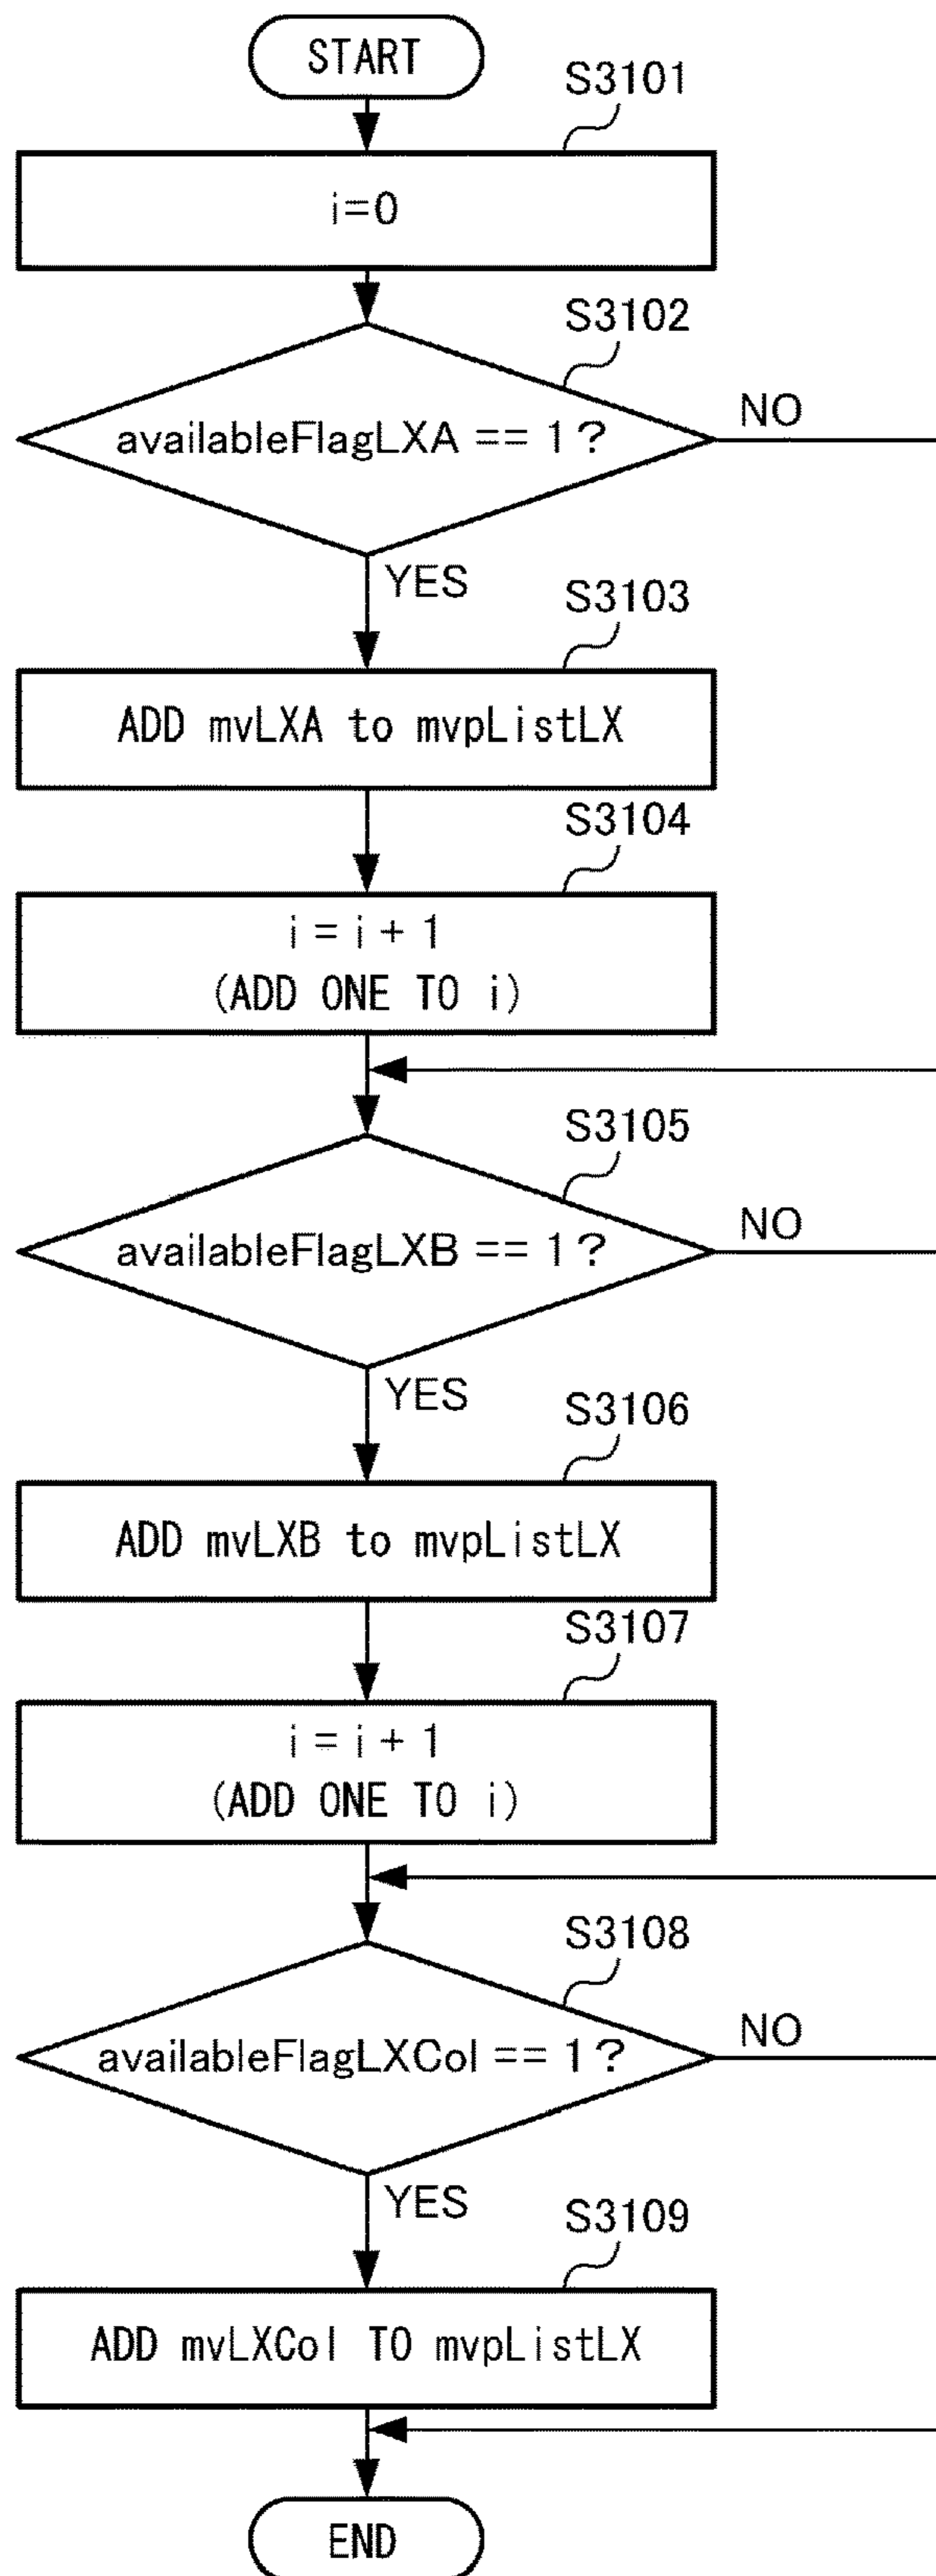 START
S3101
i=0
S3102
availableFlagLXA == 1?
NO
YES
S3103
ADD mvLXA to mvpListLX
S3104
i = i + 1
(ADD ONE TO i)
S3105
availableFlagLXB == 1?
NO
YES
S3106
ADD mvLXB to mvpListLX
S3107
i = i + 1
(ADD ONE TO i)
S3108
availableFlagLXCol == 1?
NO
YES
S3109
ADD mvLXCol TO mvpListLX
END